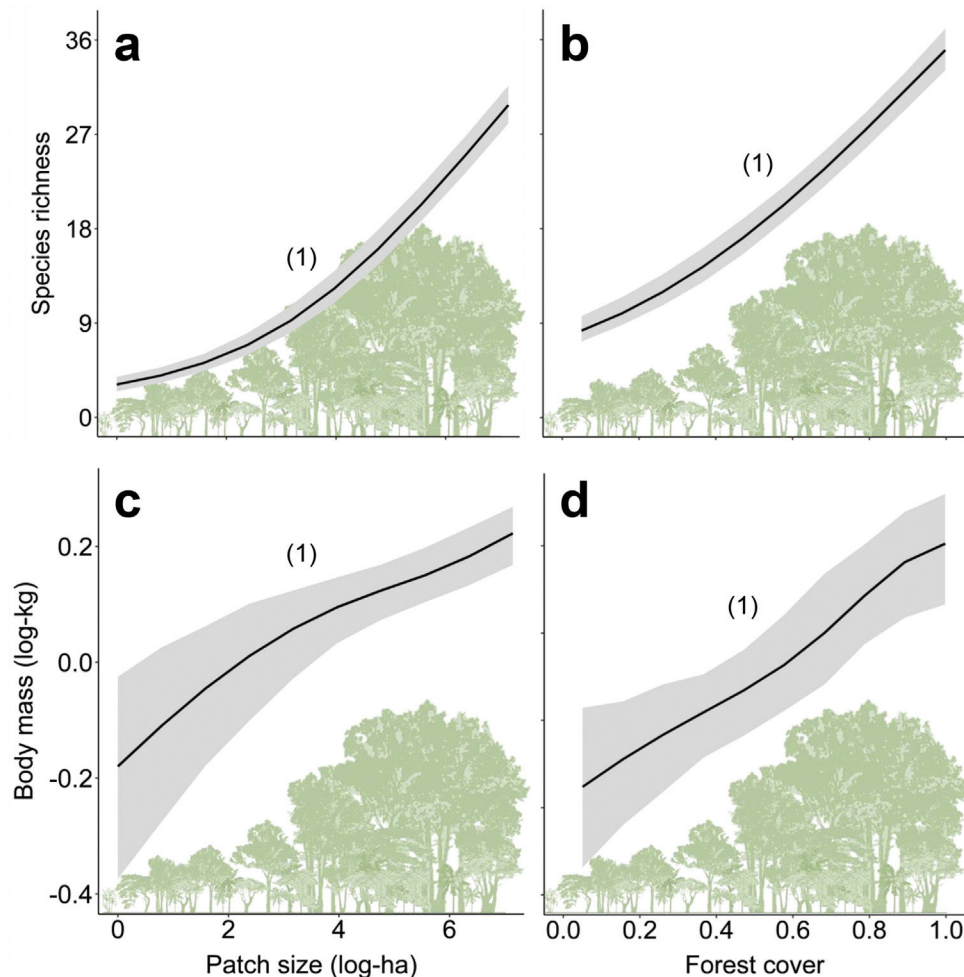 a
b
Species richness
36
27
18
9
0
(1)
(1)
c
d
Body mass (log-kg)
0.2
0.0
-0.2
-0.4
(1)
(1)
0 2 4 6
0.0 0.2 0.4 0.6 0.8 1.0
Patch size (log-ha)
Forest cover